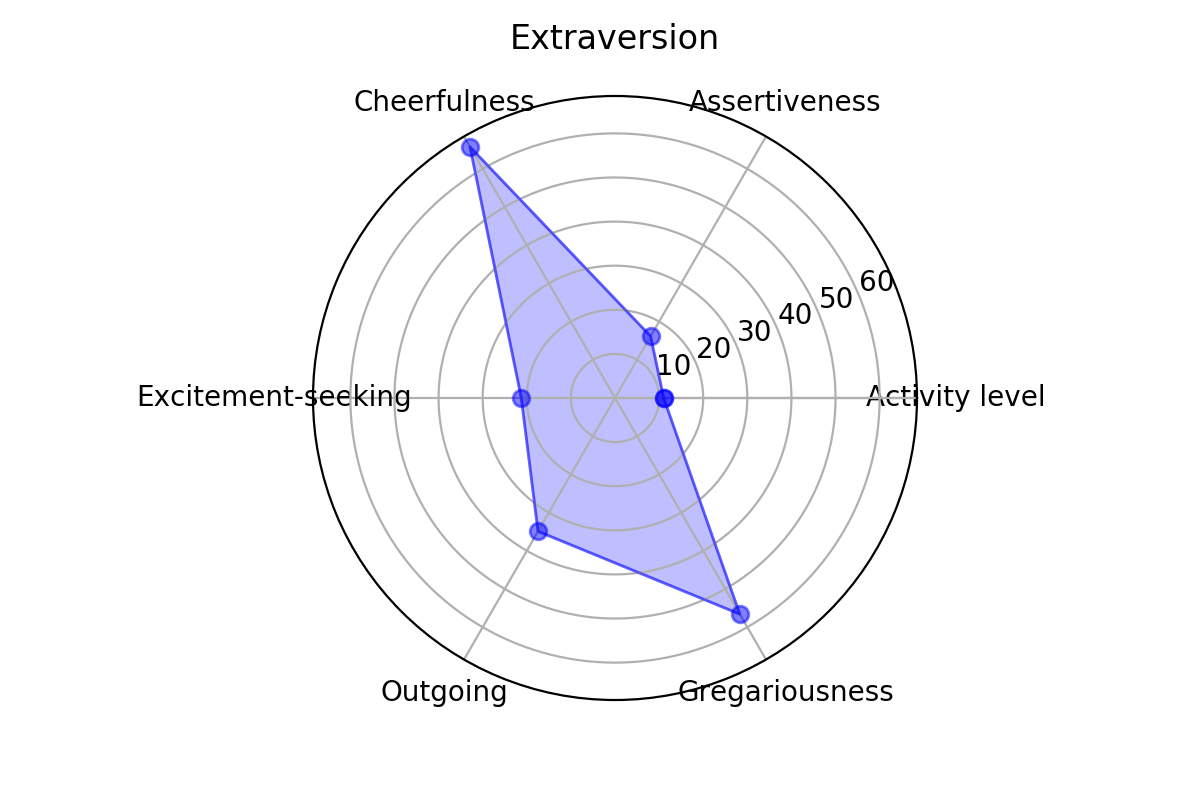 Extraversion
Cheerfulness
Assertiveness
60
50
40
30
20
10
Excitement-seeking
Activity level
Outgoing
Gregariousness